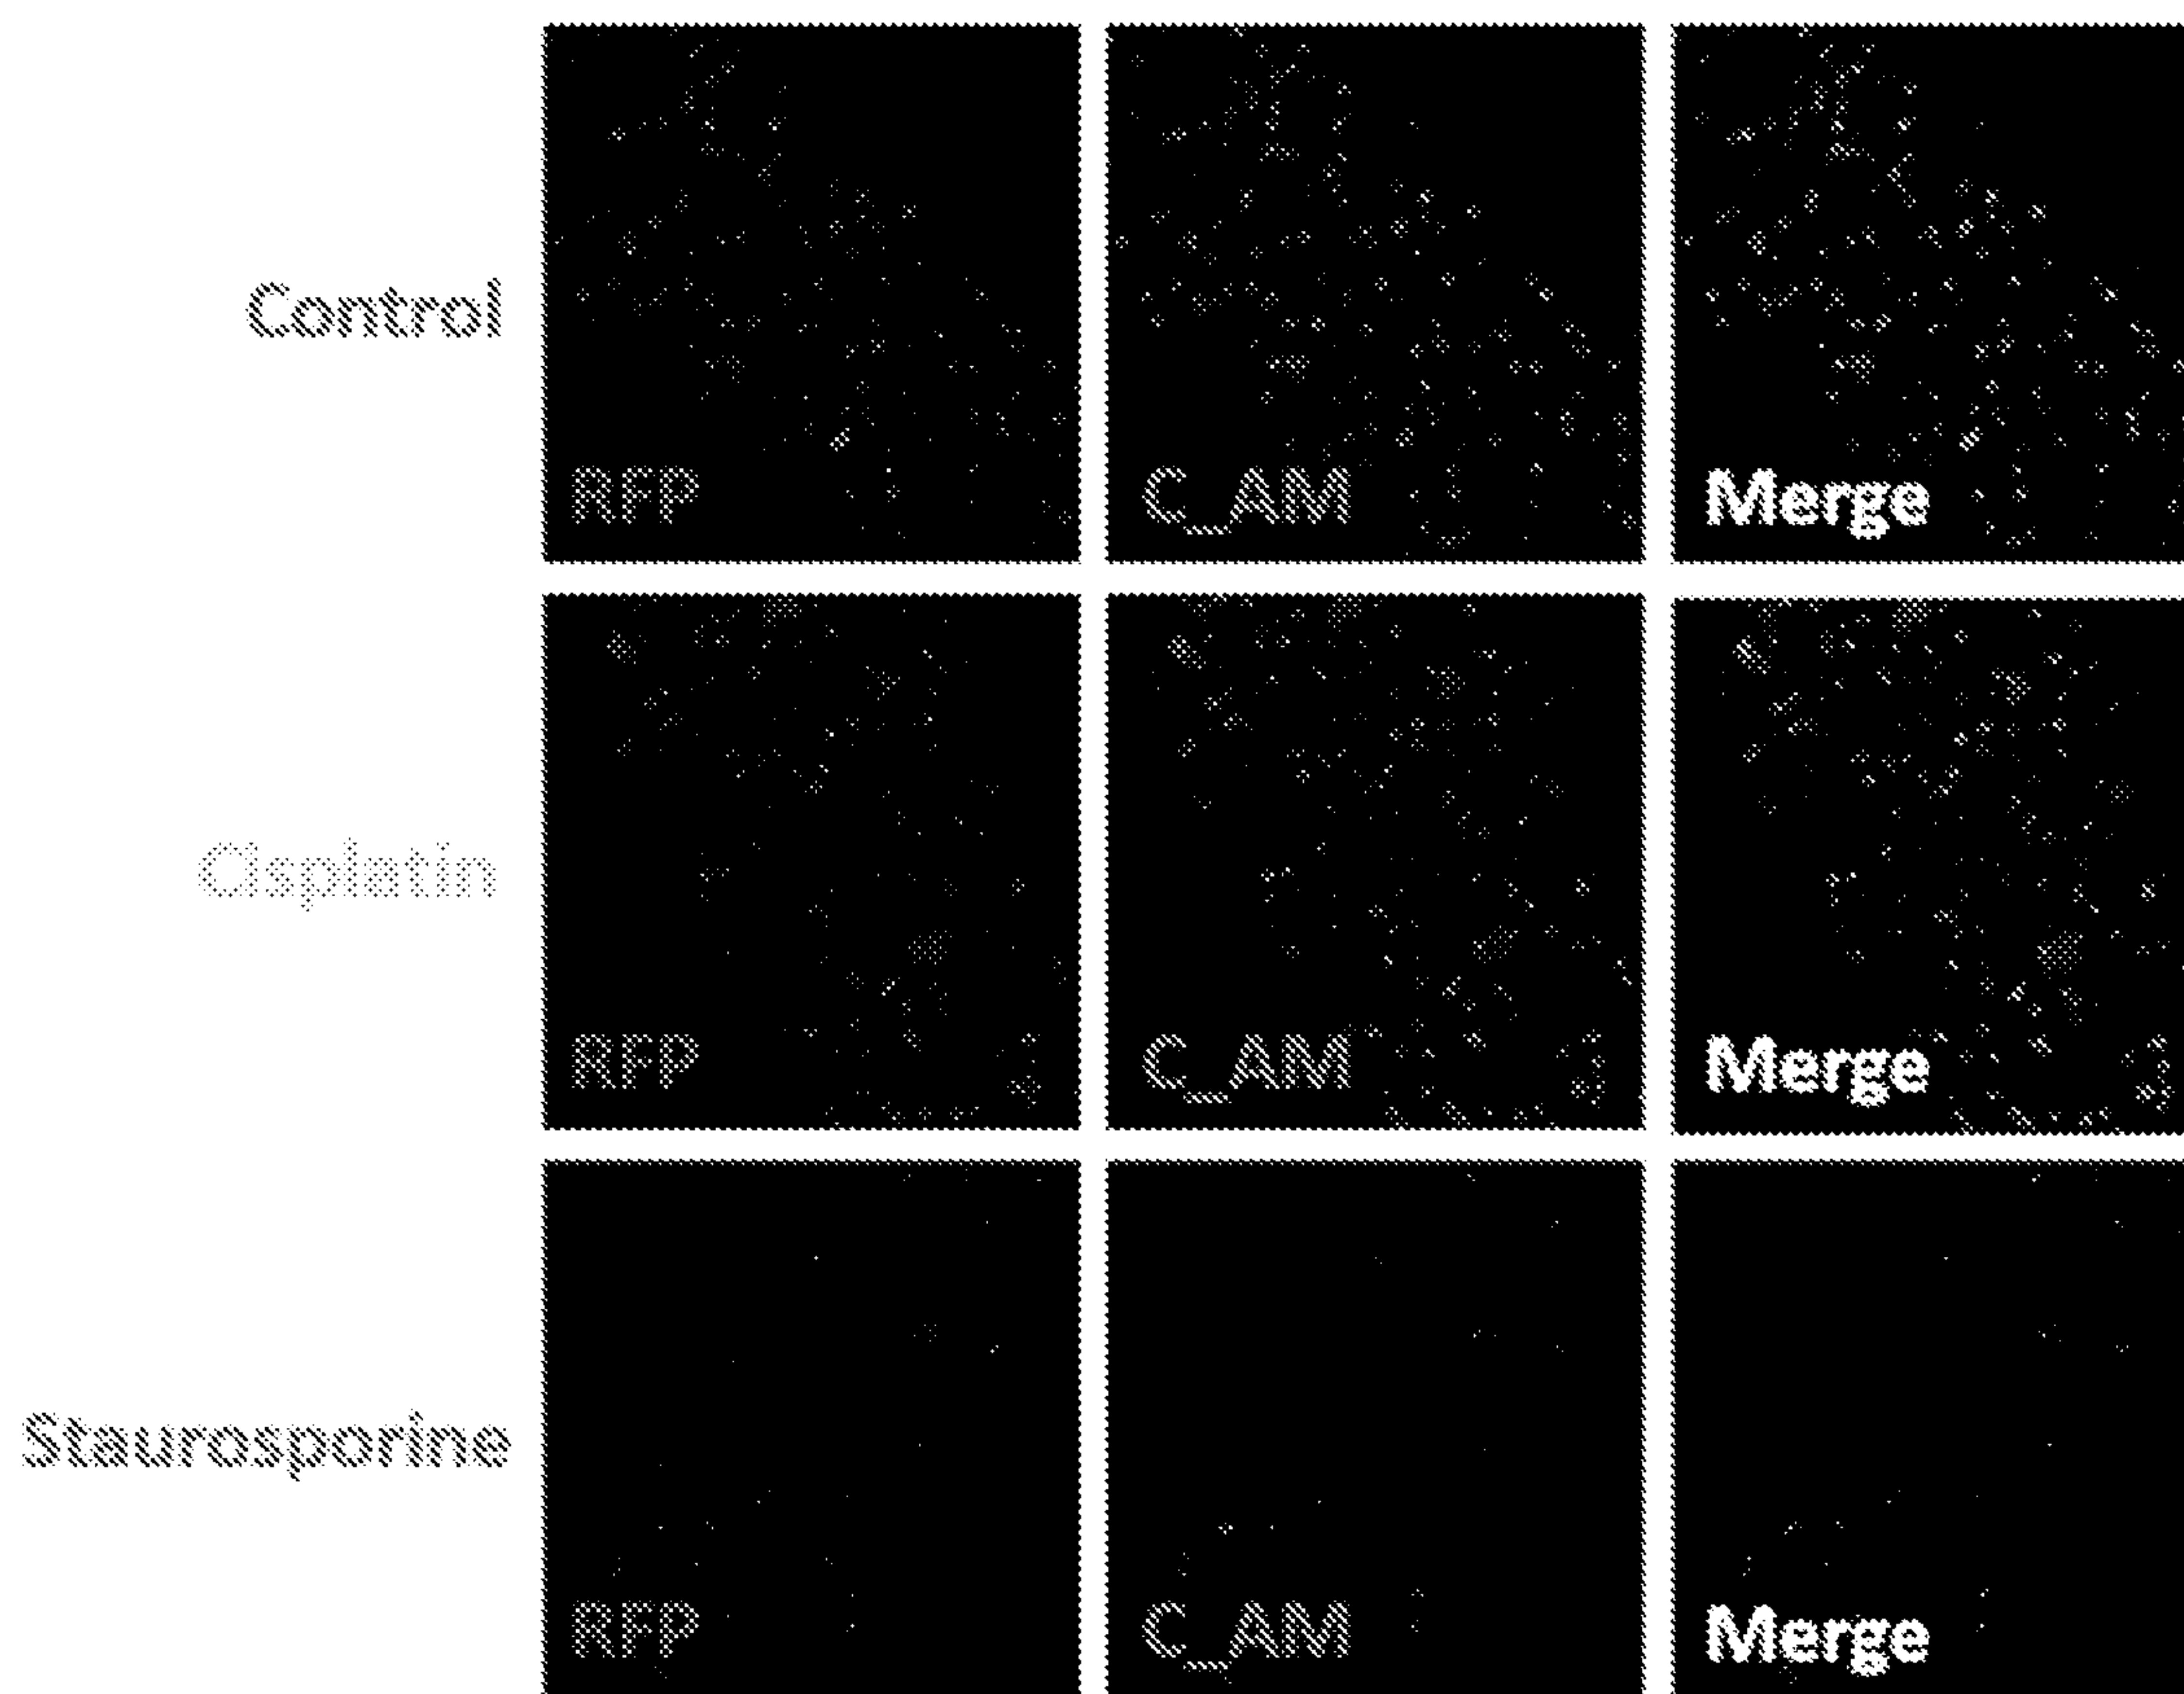 Control
RFP
C_AM
Merge
Cisplatin
RFP
C_AM
Merge
Staurosporine
RFP
C_AM
Merge